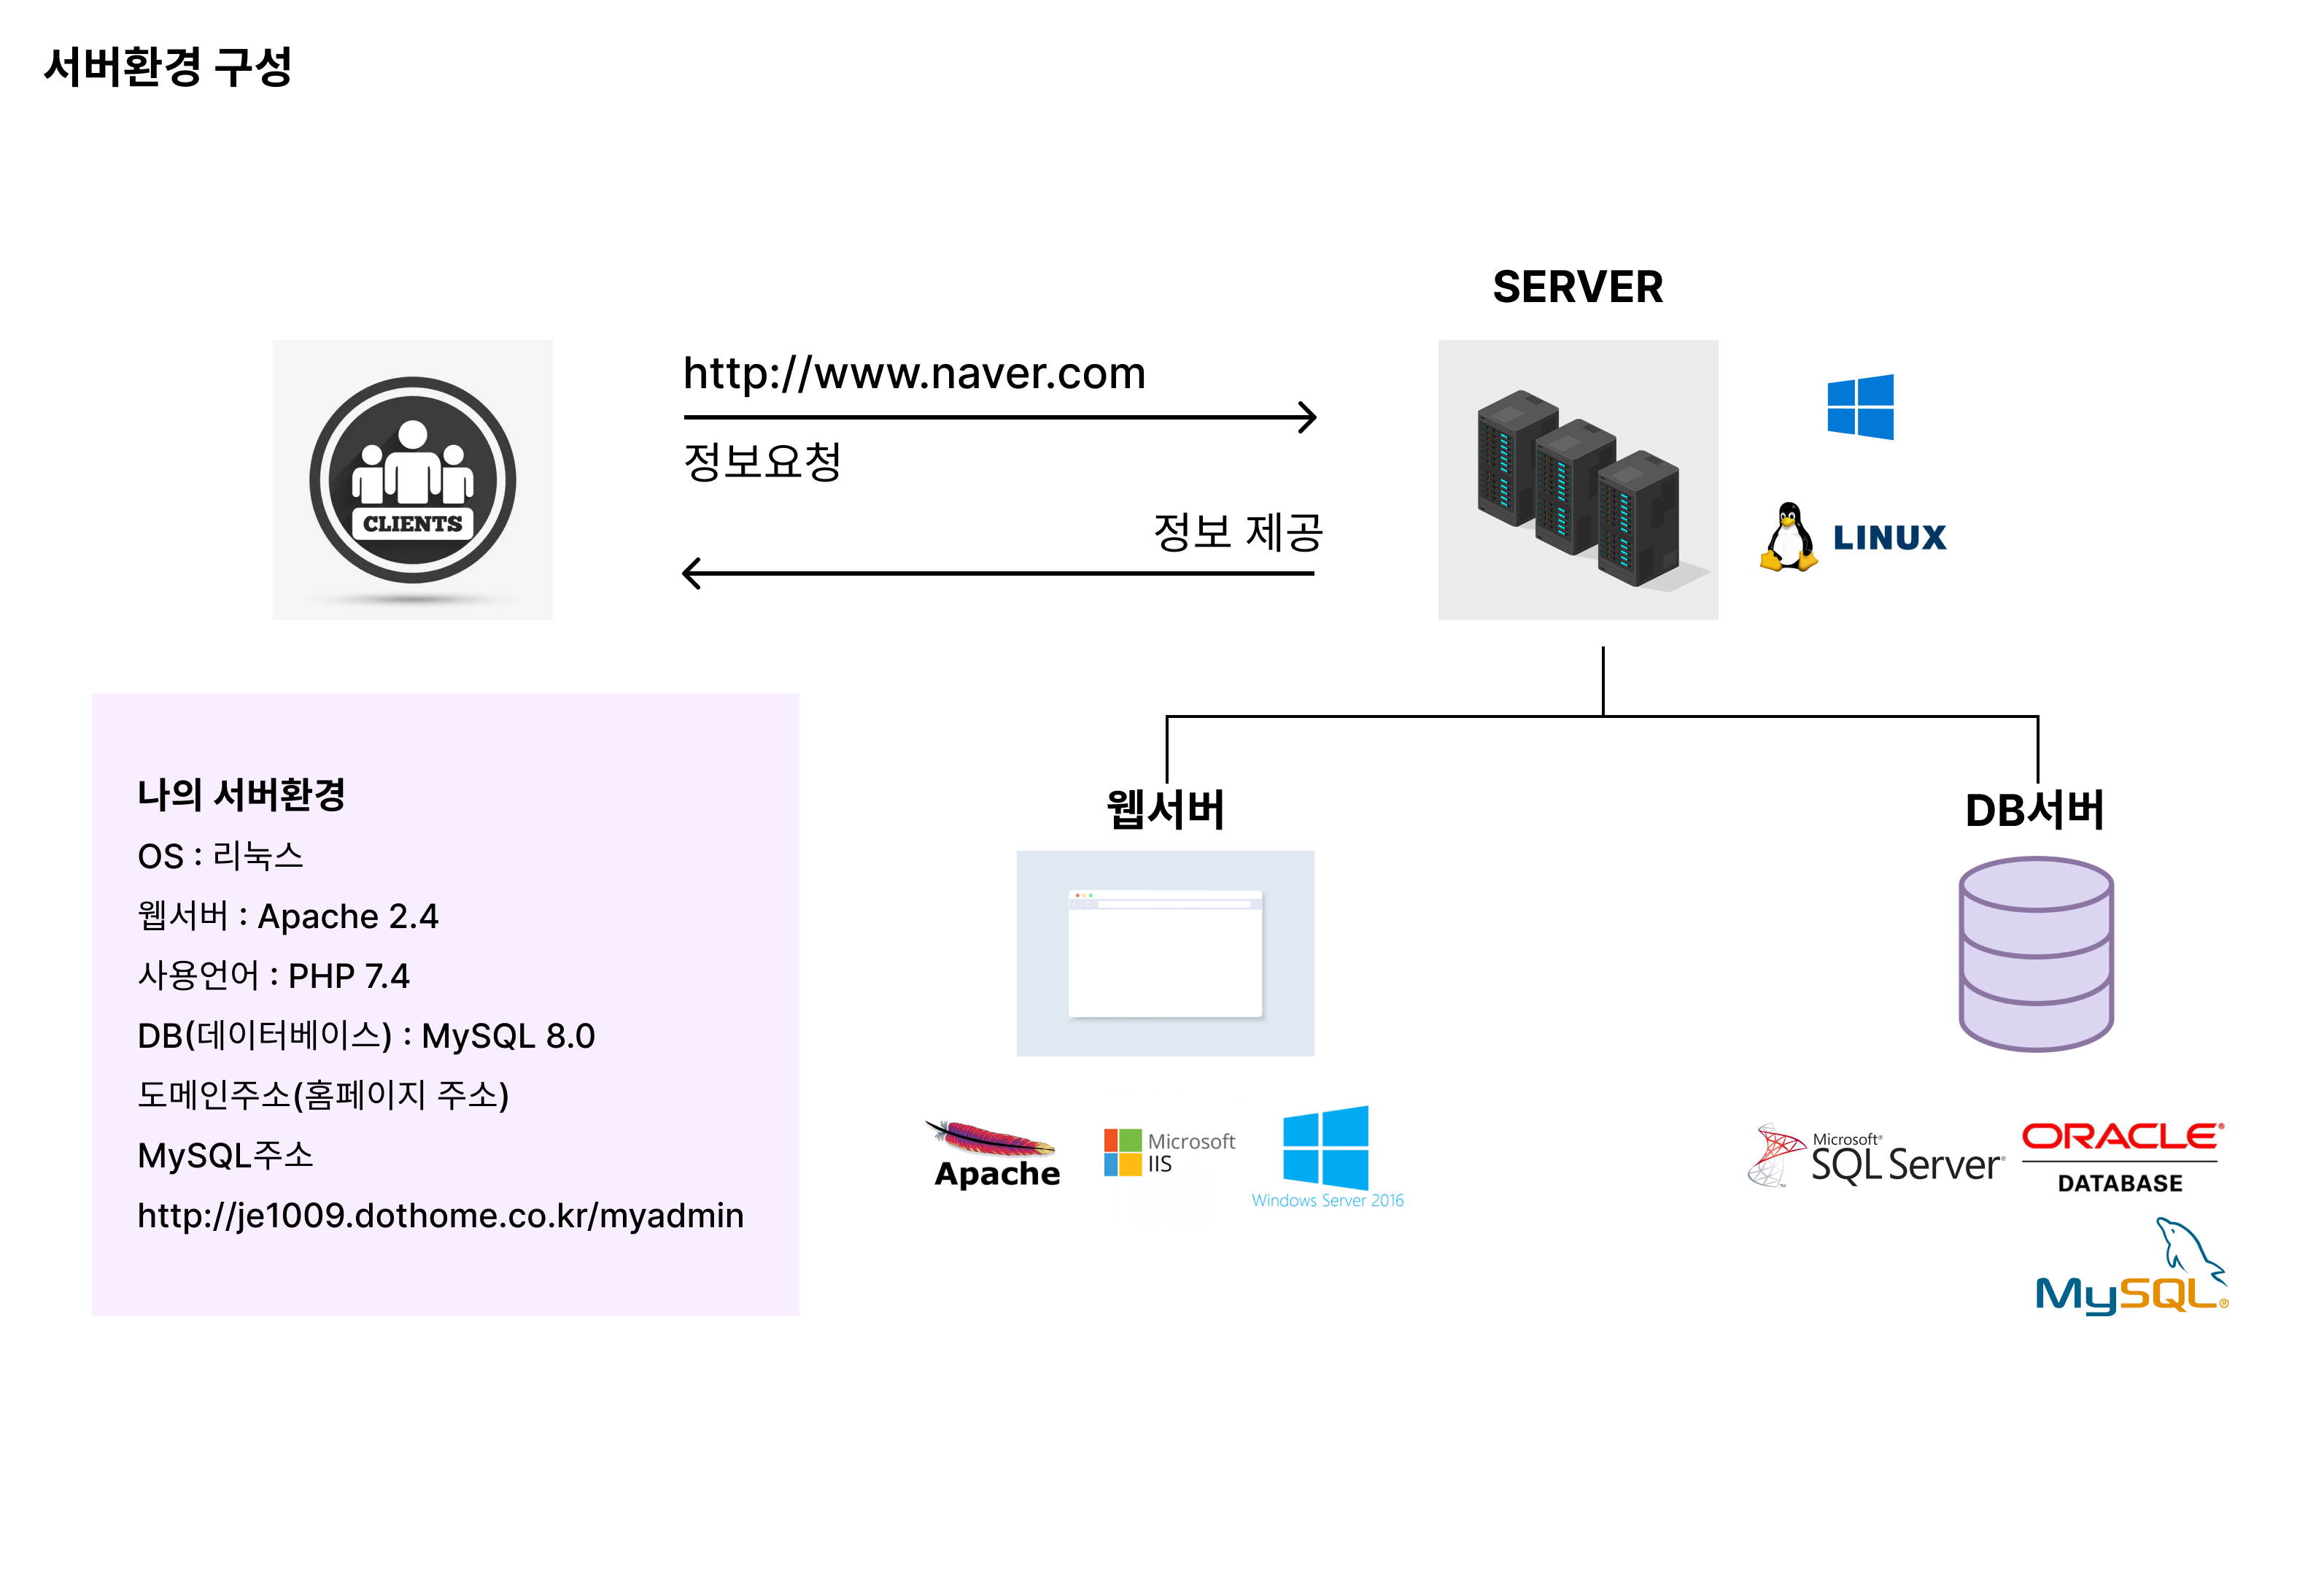 서버환경 구성
SERVER
http://www.naver.com
정보요청
정보 제공
CLIENTS
LINUX
나의 서버환경
OS : 리눅스
웹서버 : Apache 2.4
사용언어 : PHP 7.4
DB(데이터베이스) : MySQL 8.0
도메인주소(홈페이지 주소)
MySQL주소
http://je1009.dothome.co.kr/myadmin
웹서버
Apache
Microsoft
IIS
Windows Server 2016
DB서버
Microsoft®
SQL Server®
ORACLE®
DATABASE
MySQL®